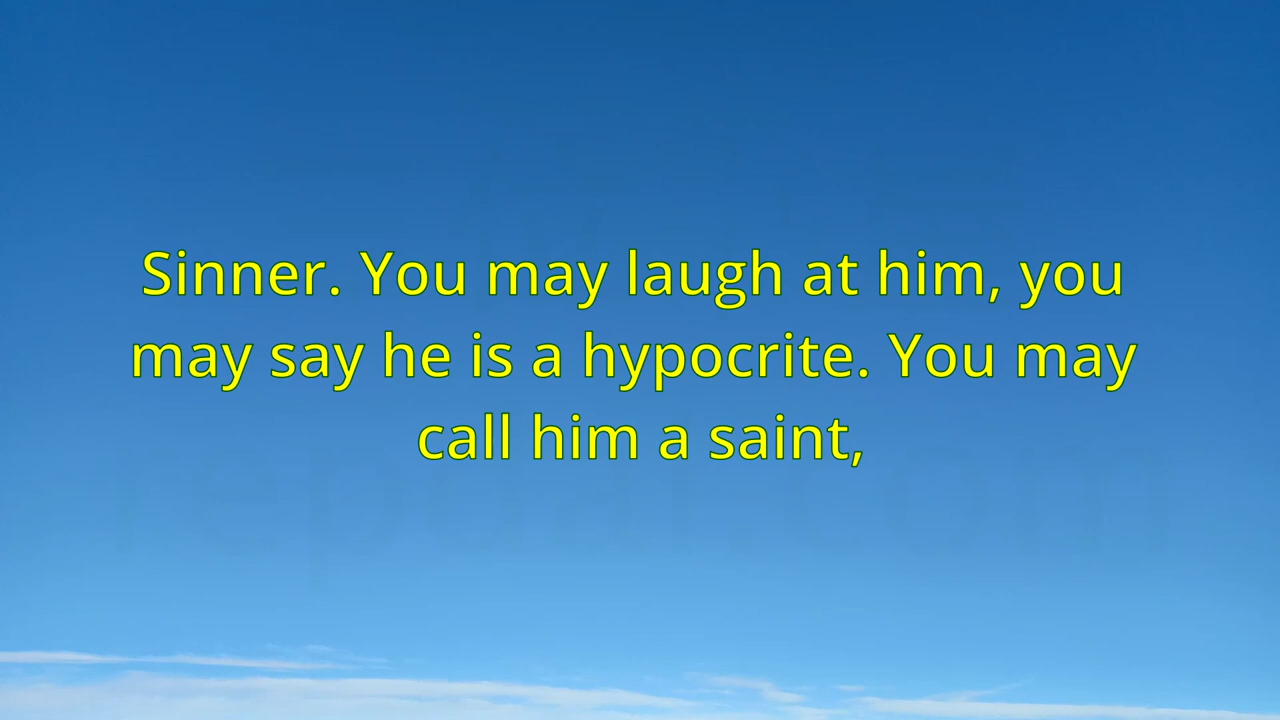 Sinner. You may laugh at him, you
may say he is a hypocrite. You may
call him a saint,